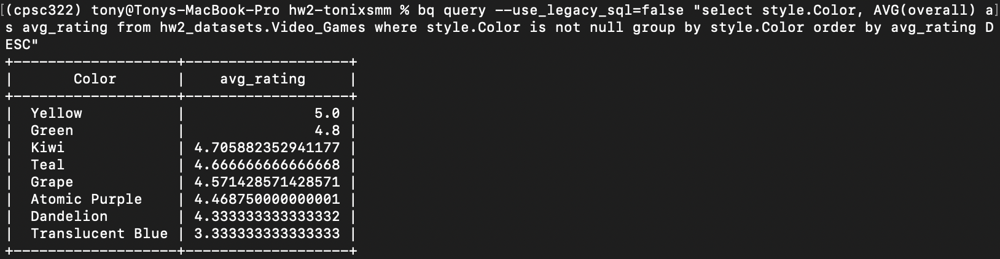 [(cpsc322) tony@Tonys-MacBook-Pro hw2-tonixsmm % bq query --use_legacy_sql=false "select style.Color, AVG(overall) a]
s avg_rating from hw2_datasets.Video_Games where style.Color is not null group by style.Color order by avg_rating D
ESC"
+-------------------+-------------------+
|       Color       |    avg_rating     |
+-------------------+-------------------+
|  Yellow           |               5.0 |
|  Green            |               4.8 |
|  Kiwi             | 4.705882352941177 |
|  Teal             | 4.666666666666668 |
|  Grape            | 4.571428571428571 |
|  Atomic Purple    | 4.468750000000001 |
|  Dandelion        | 4.333333333333332 |
|  Translucent Blue | 3.333333333333333 |
+-------------------+-------------------+